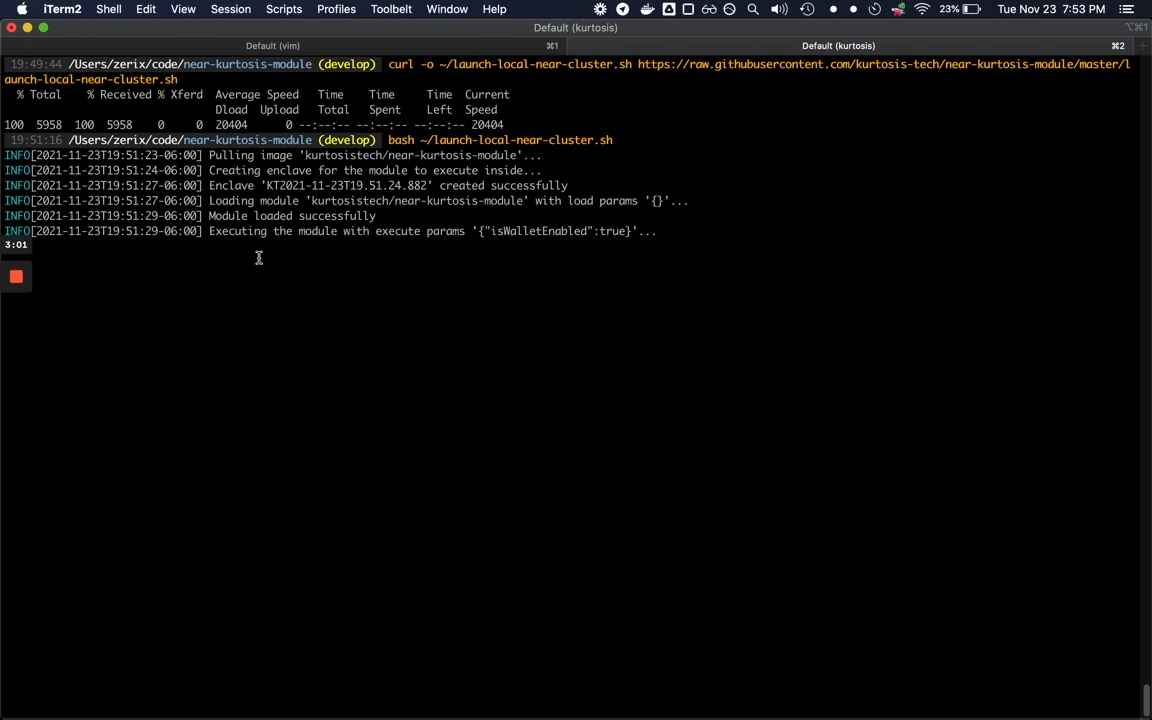 iTerm2 Shell Edit View Session Scripts Profiles Toolbelt Window Help 23% Tue Nov 23 7:53 PM
Default (kurtosis) ⌥⌘1
Default (vim) ⌘1 Default (kurtosis) ⌘2 +
19:49:44 /Users/zerix/code/near-kurtosis-module (develop) curl -o ~/launch-local-near-cluster.sh https://raw.githubusercontent.com/kurtosis-tech/near-kurtosis-module/master/l
aunch-local-near-cluster.sh
% Total % Received % Xferd Average Speed Time Time Time Current
Dload Upload Total Spent Left Speed
100 5958 100 5958 0 0 20404 0 --:--:-- --:--:-- --:--:-- 20404
19:51:16 /Users/zerix/code/near-kurtosis-module (develop) bash ~/launch-local-near-cluster.sh
INFO[2021-11-23T19:51:23-06:00] Pulling image 'kurtosistech/near-kurtosis-module'...
INFO[2021-11-23T19:51:24-06:00] Creating enclave for the module to execute inside...
INFO[2021-11-23T19:51:27-06:00] Enclave 'KT2021-11-23T19.51.24.882' created successfully
INFO[2021-11-23T19:51:27-06:00] Loading module 'kurtosistech/near-kurtosis-module' with load params '{}'...
INFO[2021-11-23T19:51:29-06:00] Module loaded successfully
INFO[2021-11-23T19:51:29-06:00] Executing the module with execute params '{"isWalletEnabled":true}'...
3:01